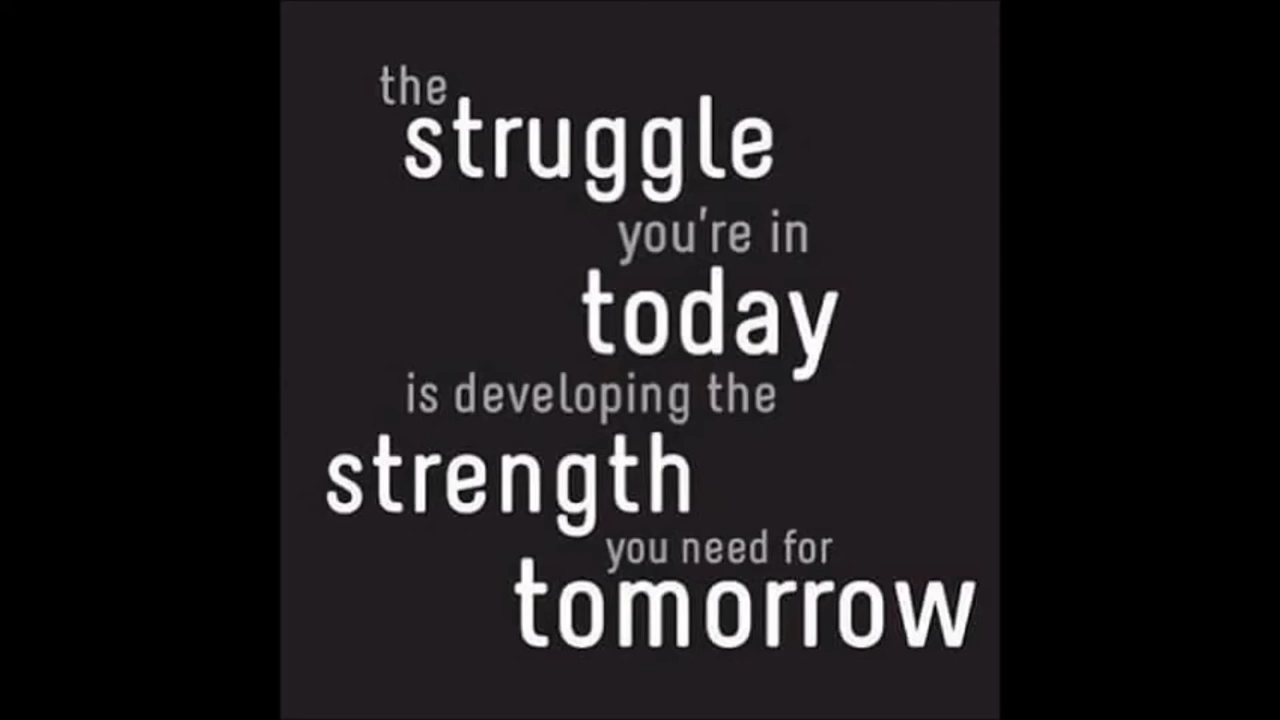 the
struggle
you're in
today
is developing the
strength
you need for
tomorrow